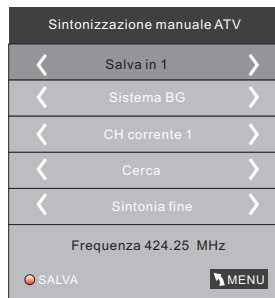 Sintonizzazione manuale ATV
Salva in 1
Sistema BG
CH corrente 1
Cerca
Sintonia fine
Frequenza 424.25 MHz
SALVA MENU